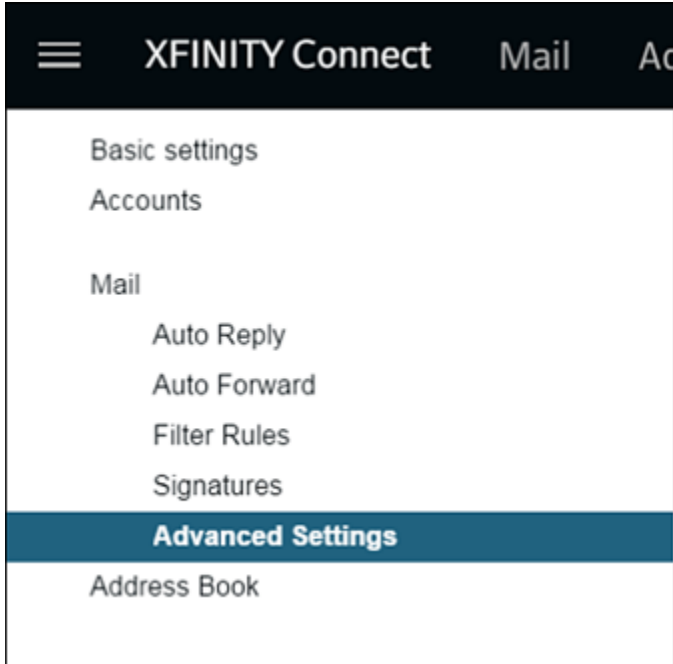 XFINITY Connect Mail
Basic settings
Accounts
Mail
Auto Reply
Auto Forward
Filter Rules
Signatures
Advanced Settings
Address Book